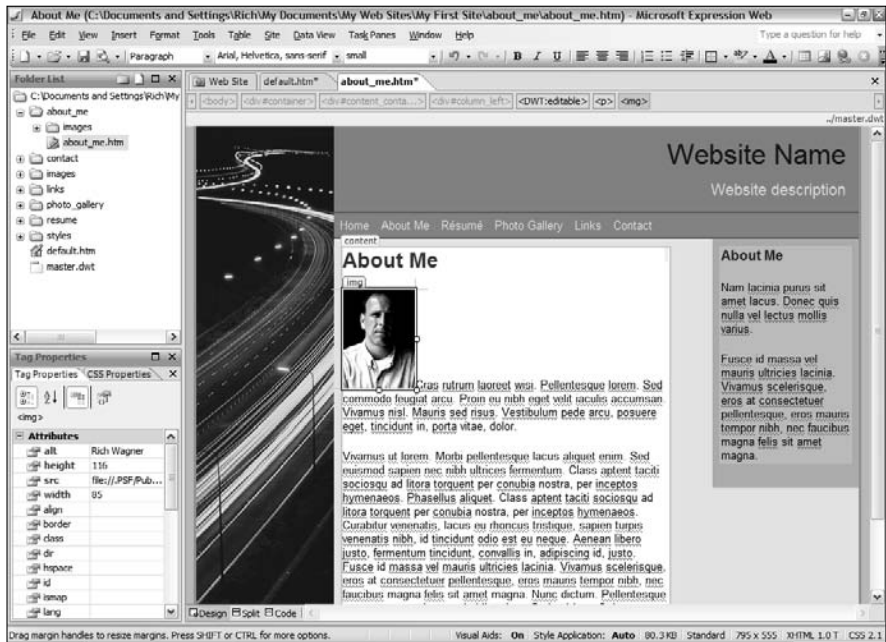 About Me (C:\Documents and Settings\Rich\My Documents\My Web Sites\My First Site\about_me\about_me.htm) - Microsoft Expression Web
File Edit View Insert Format Tools Table Site Data View Task Panes Window Help
Type a question for help
Paragraph
Arial, Helvetica, sans-serif
small
B I U
Folder List
C:\Documents and Settings\Rich\My
about_me
images
about_me.htm
contact
images
links
photo_gallery
resume
styles
default.htm
master.dwt
Tag Properties
Tag Properties CSS Properties
<img>
Attributes
alt Rich Wagner
height 116
src file://.PSF/Pub...
width 85
align
border
class
dir
hspace
id
ismap
lang
Web Site default.htm* about_me.htm*
<body> <div#container> <div#content_conta...> <div#column_left> <DWT:editable> <p> <img>
../master.dwt
Website Name
Website description
Home About Me Résumé Photo Gallery Links Contact
content
About Me
img
Cras rutrum laoreet wisi. Pellentesque lorem. Sed
commodo feugiat arcu. Proin eu nibh eget velit iaculis accumsan.
Vivamus nisl. Mauris sed risus. Vestibulum pede arcu, posuere
eget, tincidunt in, porta vitae, dolor.
Vivamus ut lorem. Morbi pellentesque lacus aliquet enim. Sed
euismod sapien nec nibh ultrices fermentum. Class aptent taciti
sociosqu ad litora torquent per conubia nostra, per inceptos
hymenaeos. Phasellus aliquet. Class aptent taciti sociosqu ad
litora torquent per conubia nostra, per inceptos hymenaeos.
Curabitur venenatis, lacus eu rhoncus tristique, sapien turpis
venenatis nibh, id tincidunt odio est eu neque. Aenean libero
justo, fermentum tincidunt, convallis in, adipiscing id, justo.
Fusce id massa vel mauris ultricies lacinia. Vivamus scelerisque,
eros at consectetuer pellentesque, eros mauris tempor nibh, nec
faucibus magna felis sit amet magna. Nunc dictum. Pellentesque
About Me
Nam lacinia purus sit
amet lacus. Donec quis
nulla vel lectus mollis
varius.
Fusce id massa vel
mauris ultricies lacinia.
Vivamus scelerisque,
eros at consectetuer
pellentesque, eros mauris
tempor nibh, nec faucibus
magna felis sit amet
magna.
Design Split Code
Drag margin handles to resize margins. Press SHIFT or CTRL for more options.
Visual Aids: On Style Application: Auto 80.3 KB Standard 795 x 555 XHTML 1.0 T CSS 2.1